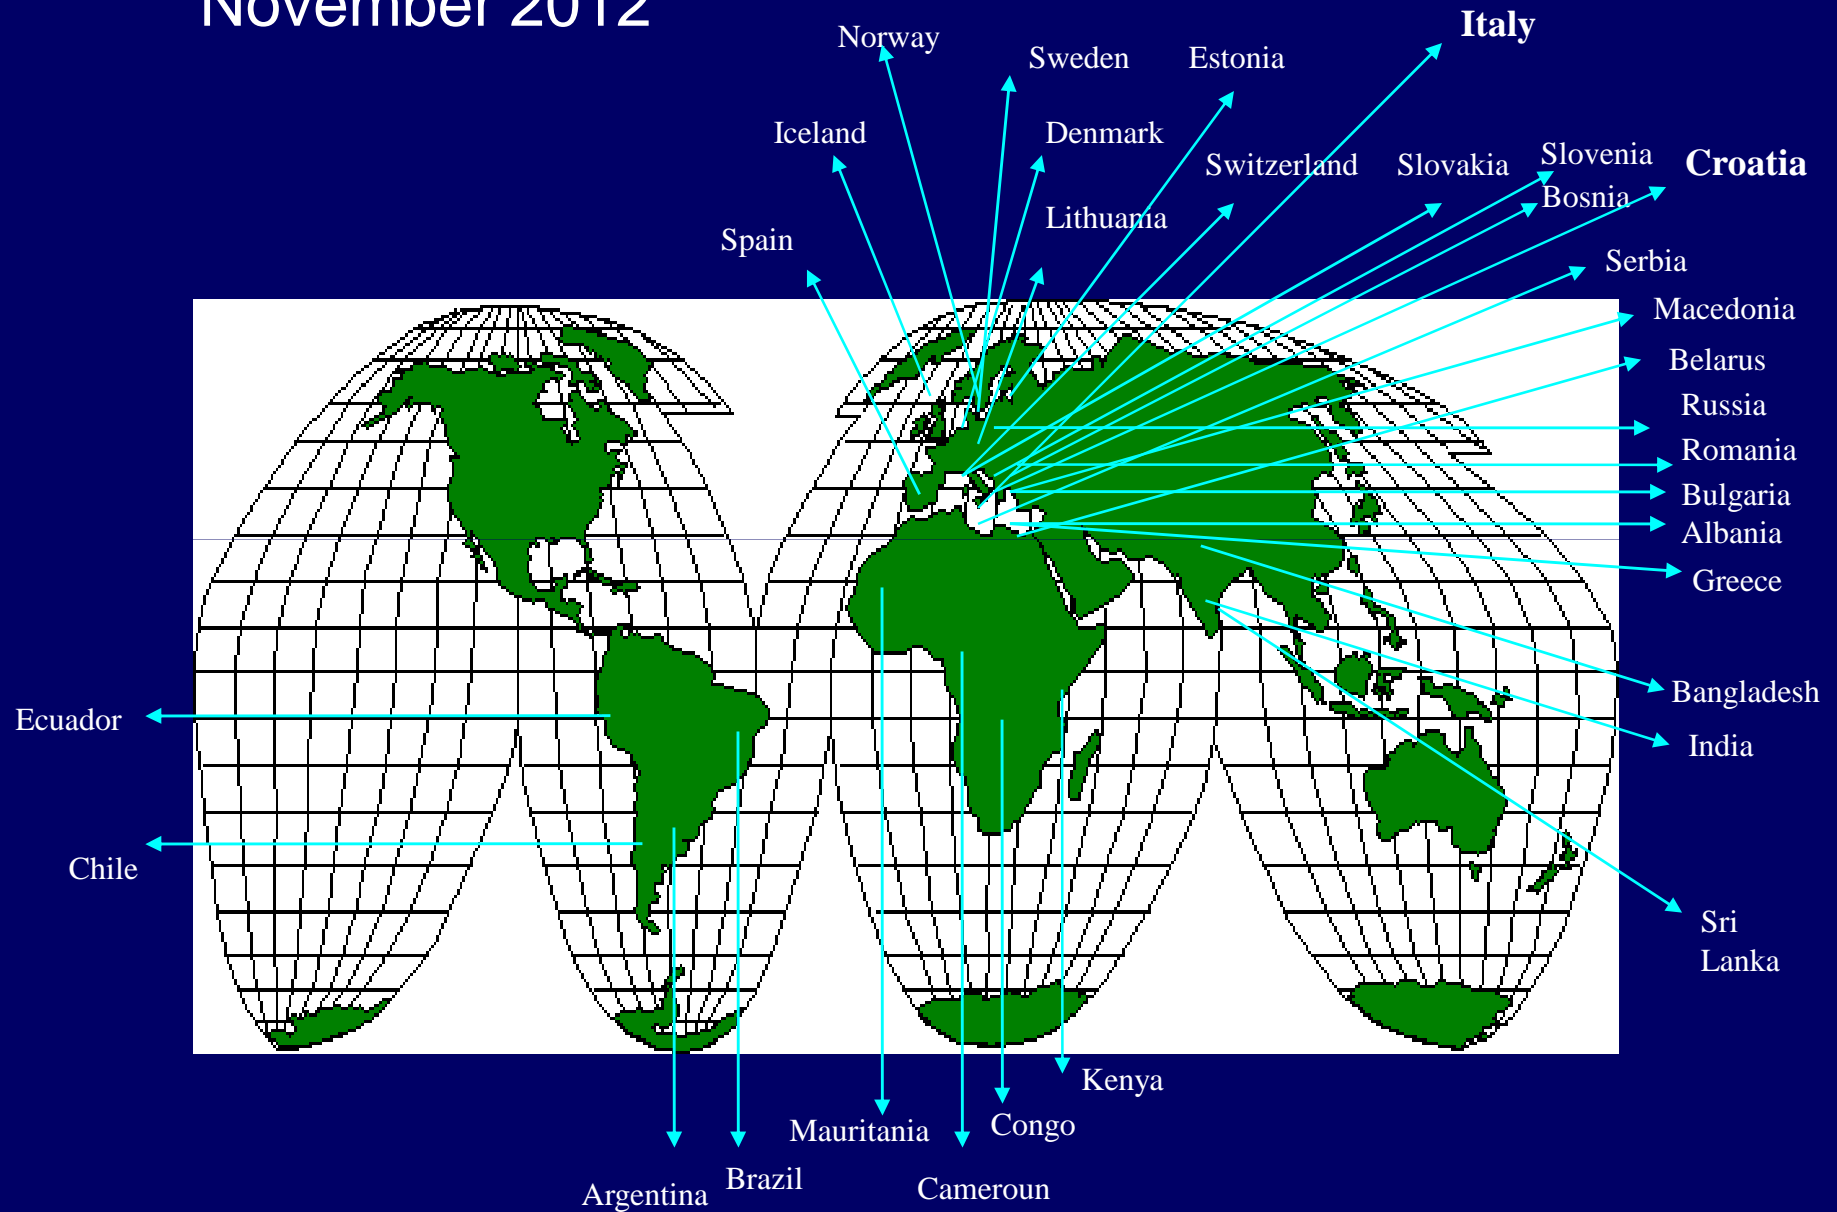 November 2012
Italy
Norway
Sweden
Estonia
Iceland
Denmark
Switzerland
Slovakia
Slovenia
Croatia
Bosnia
Lithuania
Spain
Serbia
Macedonia
Belarus
Russia
Romania
Bulgaria
Albania
Greece
Bangladesh
Ecuador
India
Chile
Sri
Lanka
Kenya
Mauritania
Congo
Brazil
Argentina
Cameroun